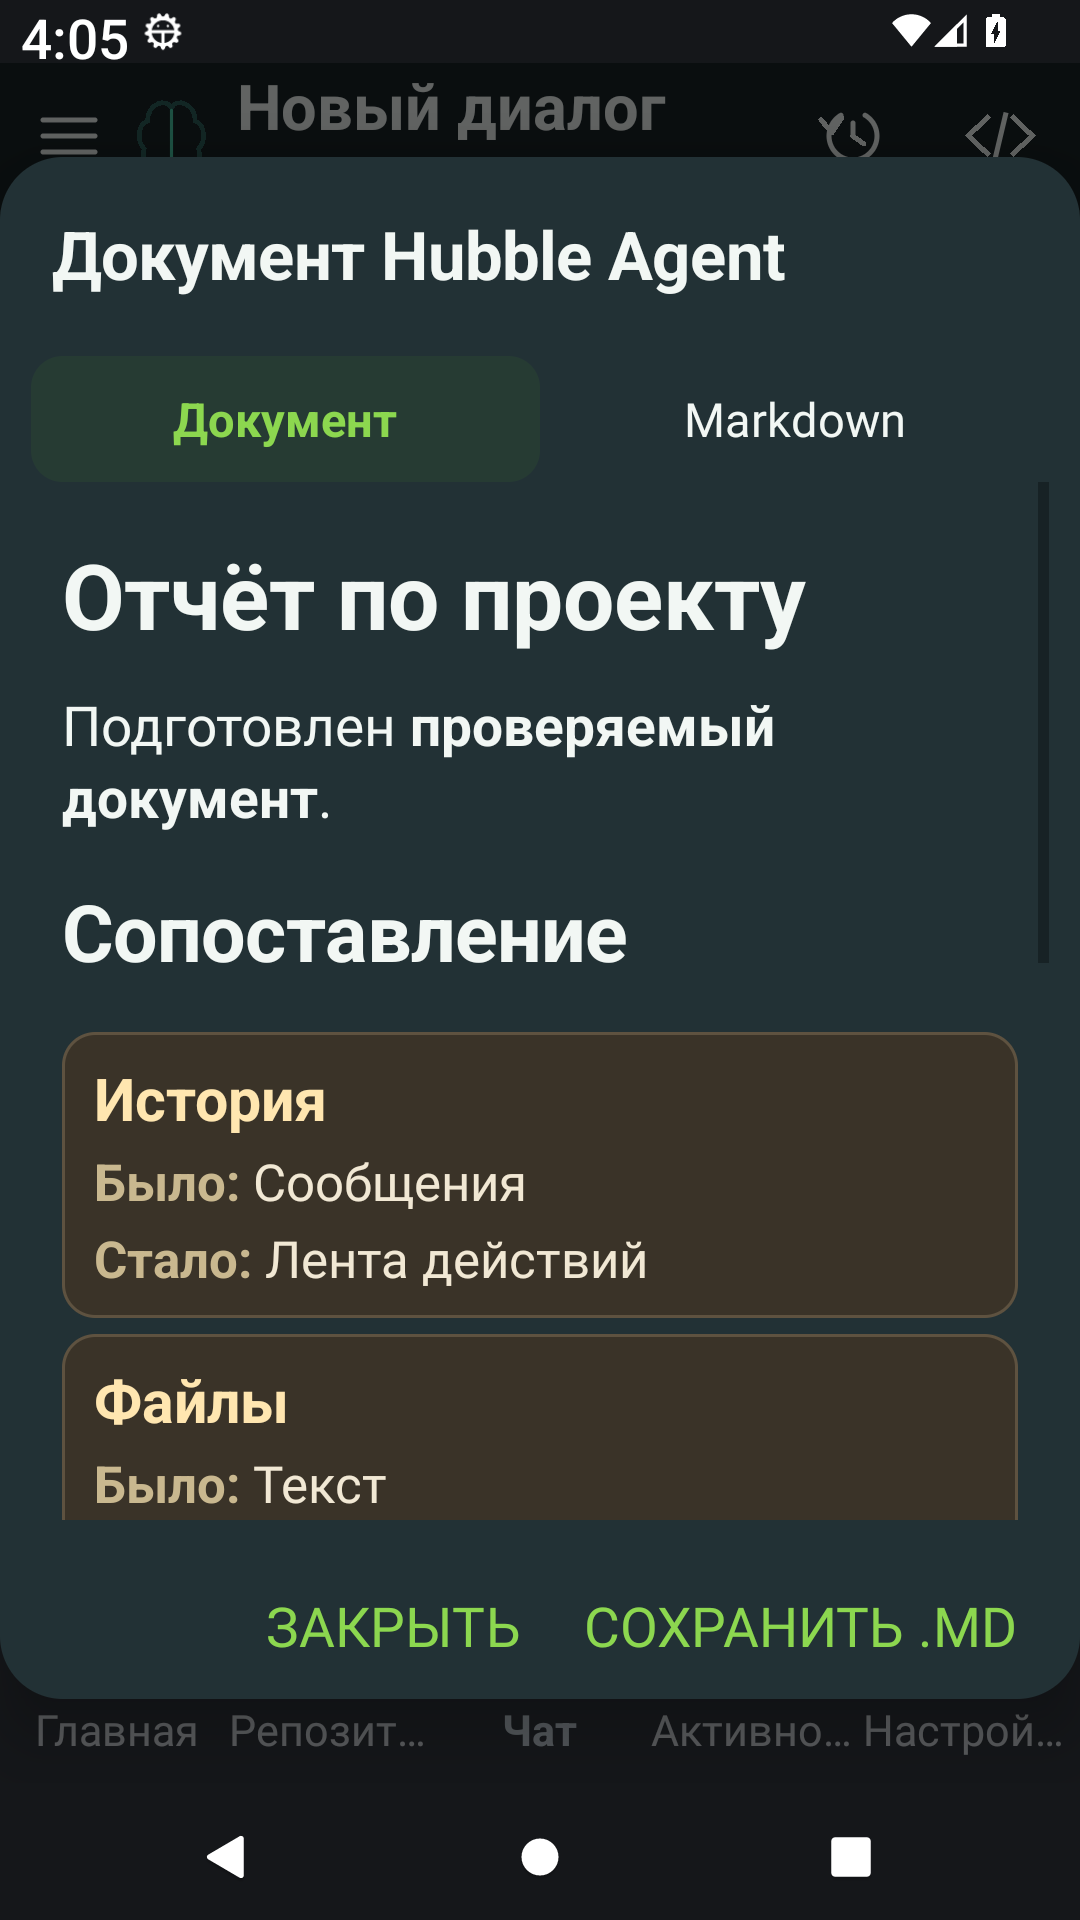 4:05
Новый диалог
Документ Hubble Agent
Документ
Markdown
Отчёт по проекту
Подготовлен проверяемый
документ.
Сопоставление
История
Было: Сообщения
Стало: Лента действий
Файлы
Было: Текст
ЗАКРЫТЬ
СОХРАНИТЬ .MD
Главная
Репозит...
Чат
Активно...
Настрой...